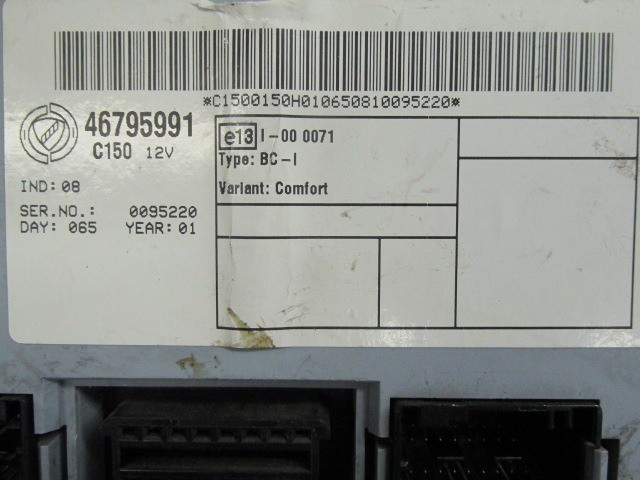 *C1500150H010650810095220*
46795991
C150 12V
e13 I-00 0071
Type: BC-I
Variant: Comfort
IND: 08
SER.NO.: 0095220
DAY: 065 YEAR: 01